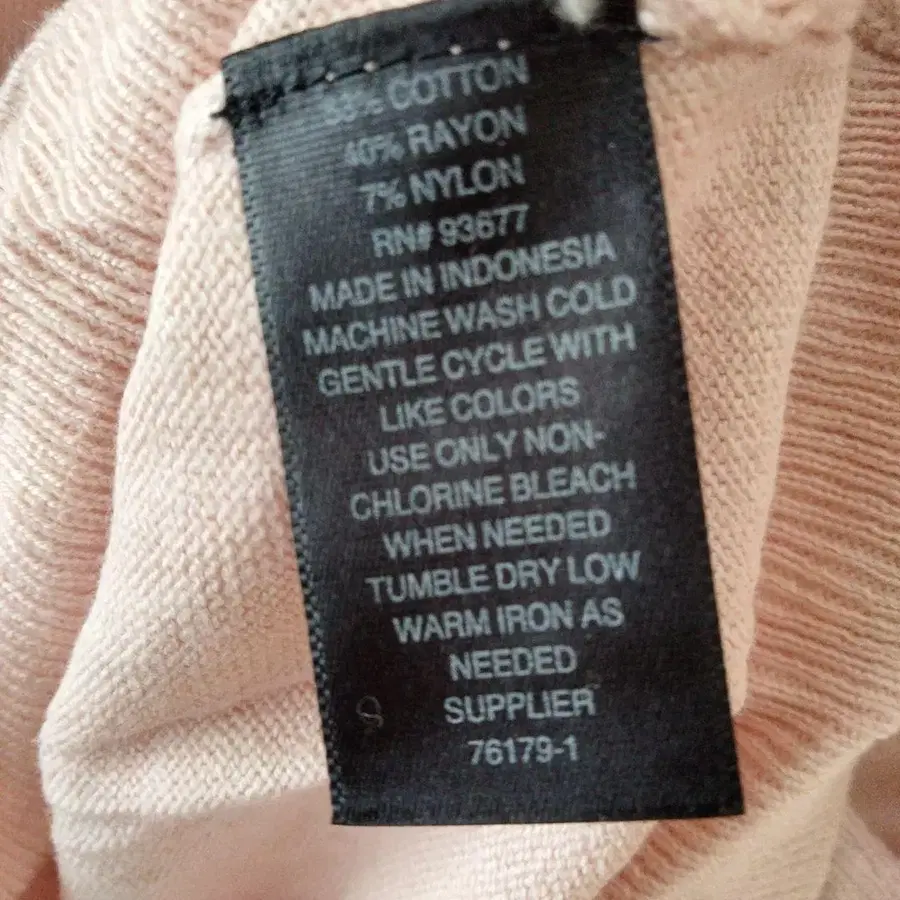 53% COTTON
40% RAYON
7% NYLON
RN# 93677
MADE IN INDONESIA
MACHINE WASH COLD
GENTLE CYCLE WITH
LIKE COLORS
USE ONLY NON-
CHLORINE BLEACH
WHEN NEEDED
TUMBLE DRY LOW
WARM IRON AS
NEEDED
SUPPLIER
76179-1